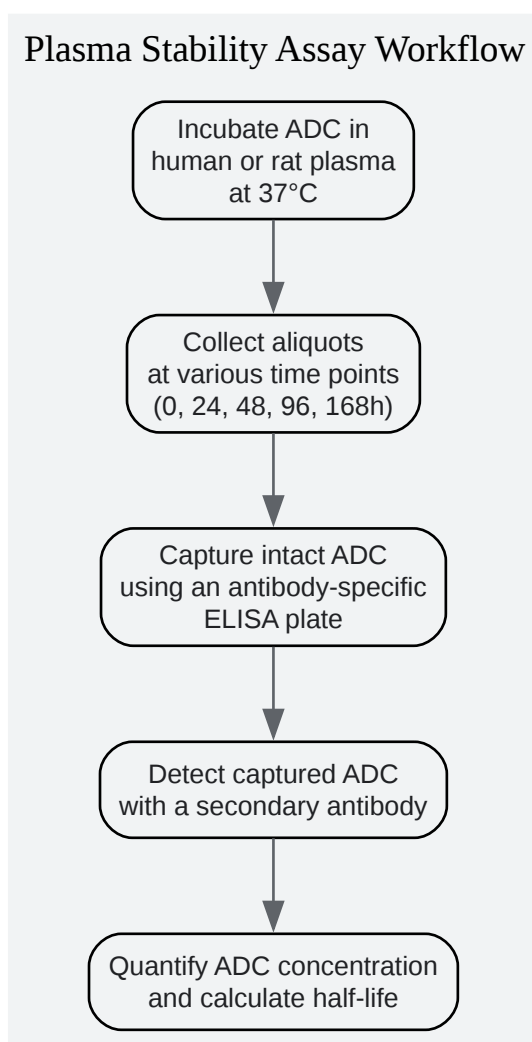 Plasma Stability Assay Workflow
Incubate ADC in
human or rat plasma
at 37°C
Collect aliquots
at various time points
(0, 24, 48, 96, 168h)
Capture intact ADC
using an antibody-specific
ELISA plate
Detect captured ADC
with a secondary antibody
Quantify ADC concentration
and calculate half-life